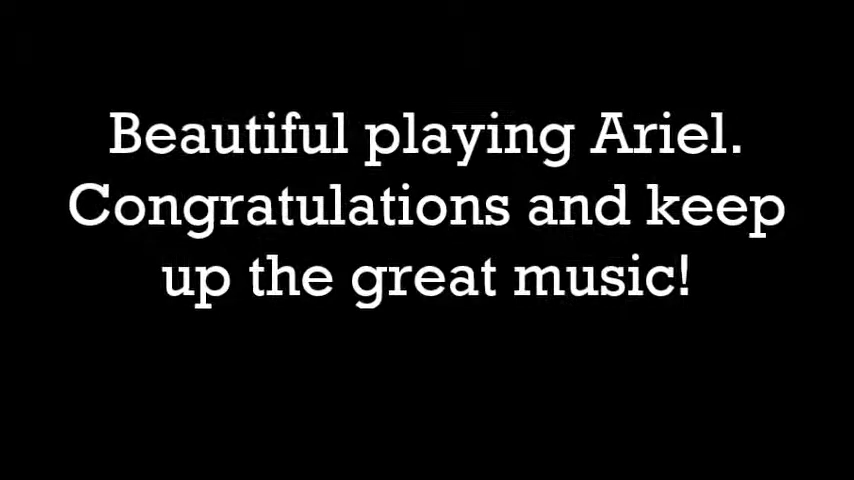 Beautiful playing Ariel.
Congratulations and keep
up the great music!